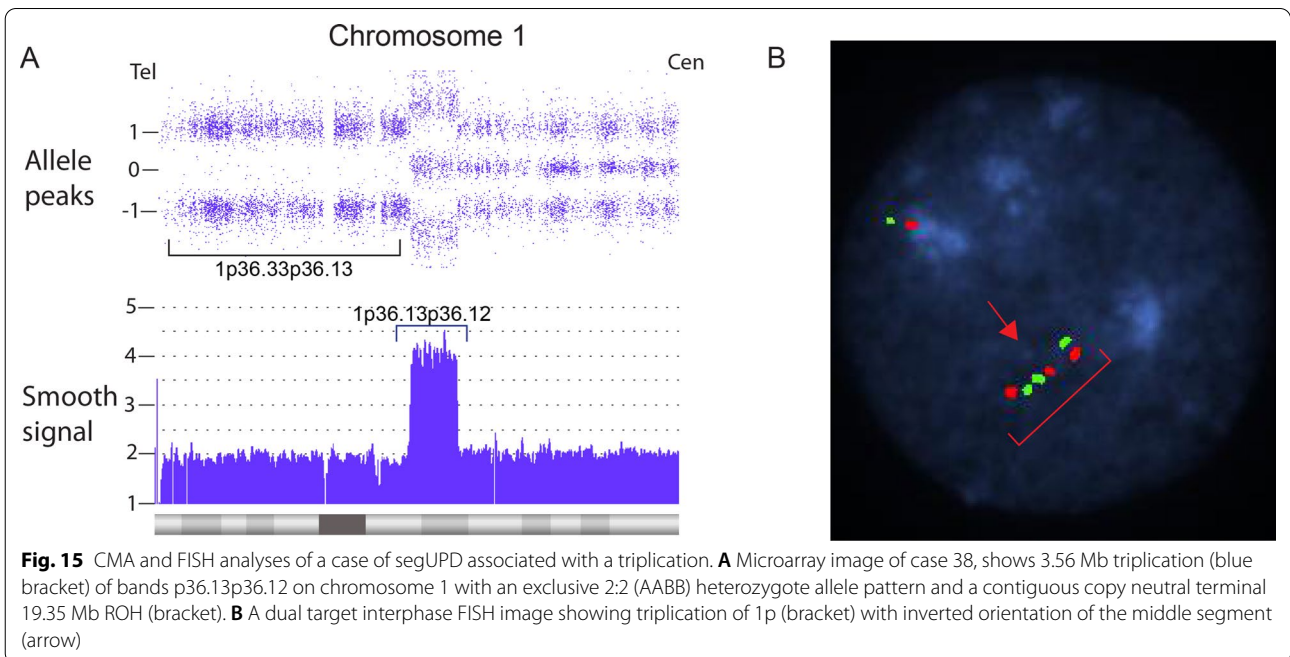 A
Chromosome 1
B
Tel
Cen
Allele
peaks
1
0
-1
1p36.33p36.13
5
1p36.13p36.12
4
Smooth
signal
3
2
1
Fig. 15 CMA and FISH analyses of a case of segUPD associated with a triplication. A Microarray image of case 38, shows 3.56 Mb triplication (blue
bracket) of bands p36.13p36.12 on chromosome 1 with an exclusive 2:2 (AABB) heterozygote allele pattern and a contiguous copy neutral terminal
19.35 Mb ROH (bracket). B A dual target interphase FISH image showing triplication of 1p (bracket) with inverted orientation of the middle segment
(arrow)